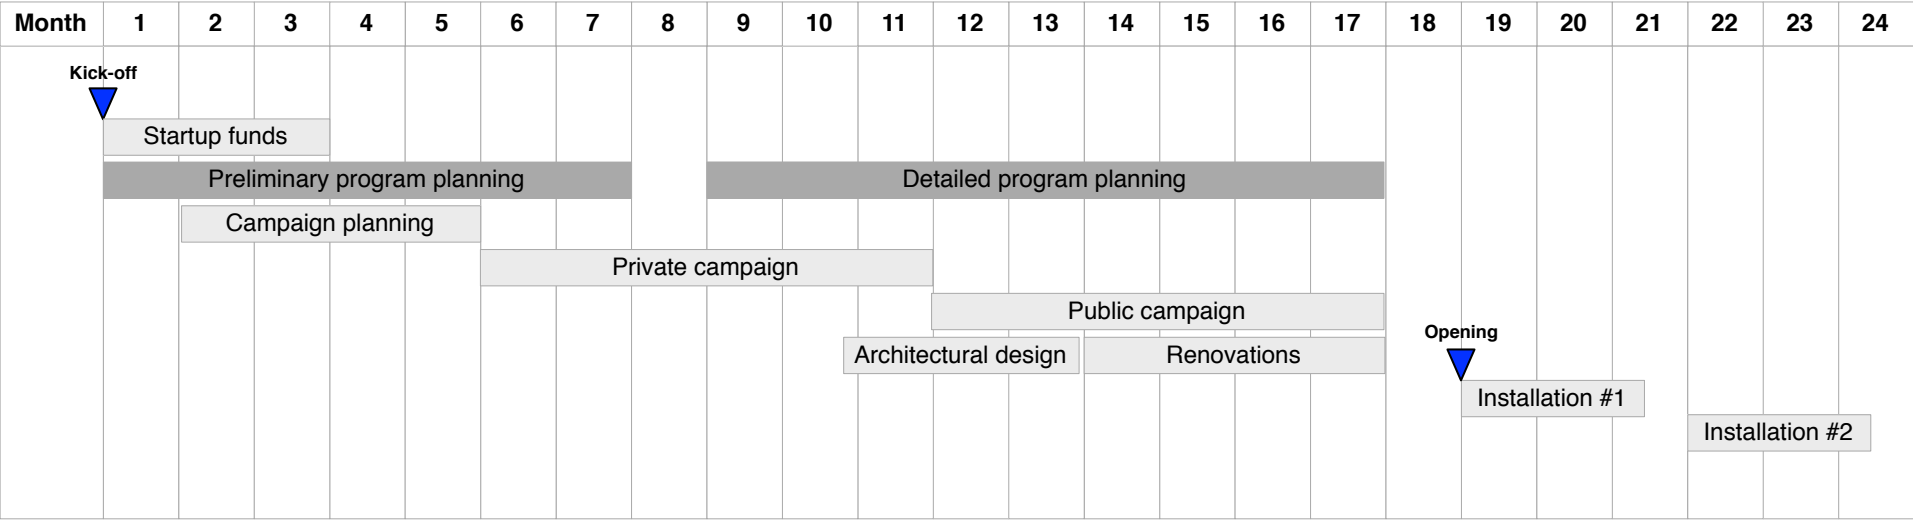 Month 1 2 3 4 5 6 7 8 9 10 11 12 13 14 15 16 17 18 19 20 21 22 23 24
Kick-off
Startup funds
Preliminary program planning Detailed program planning
Campaign planning
Private campaign
Public campaign
Opening
Architectural design Renovations
Installation #1
Installation #2